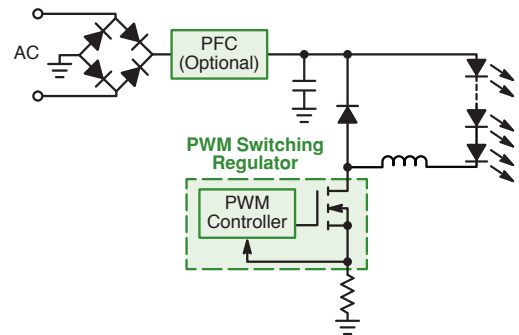 AC
PFC
(Optional)
PWM Switching
Regulator
PWM
Controller